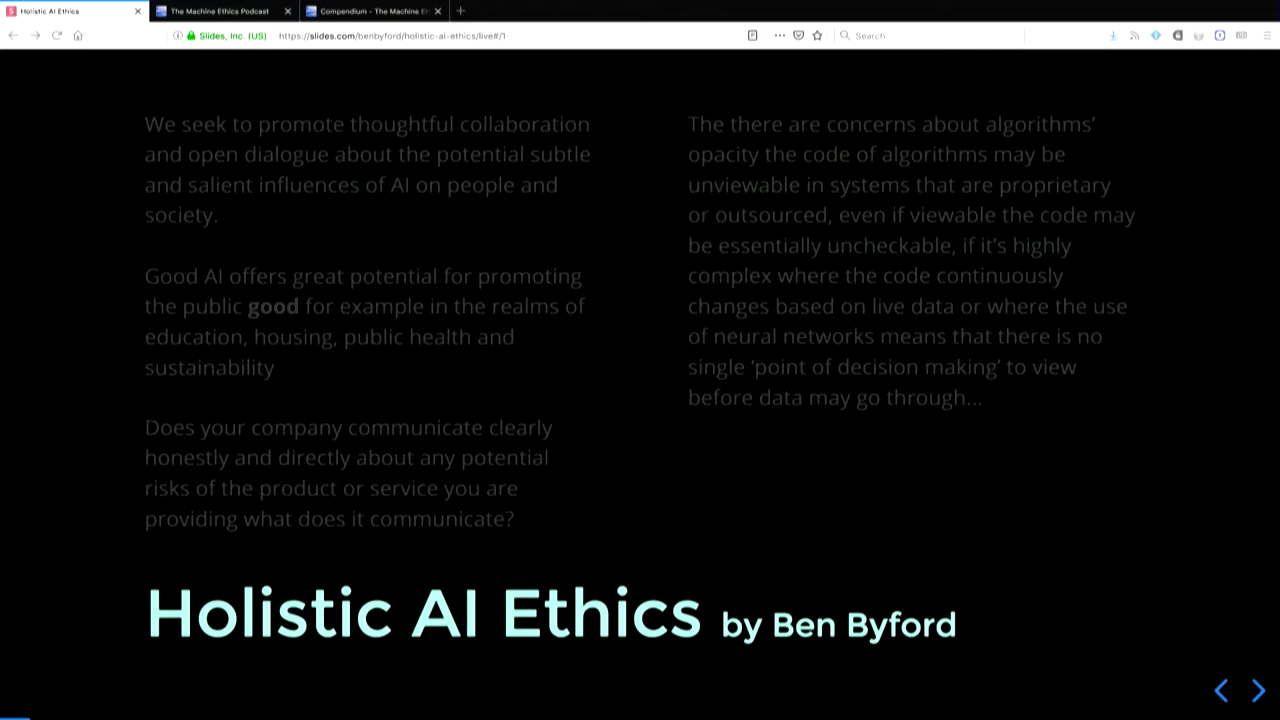 Holistic AI Ethics
The Machine Ethics Podcast
Compendium - The Machine Et
Slides, Inc. (US)
https://slides.com/benbyford/holistic-ai-ethics/live#/1
Search
We seek to promote thoughtful collaboration
and open dialogue about the potential subtle
and salient influences of AI on people and
society.
Good AI offers great potential for promoting
the public good for example in the realms of
education, housing, public health and
sustainability
Does your company communicate clearly
honestly and directly about any potential
risks of the product or service you are
providing what does it communicate?
The there are concerns about algorithms’
opacity the code of algorithms may be
unviewable in systems that are proprietary
or outsourced, even if viewable the code may
be essentially uncheckable, if it’s highly
complex where the code continuously
changes based on live data or where the use
of neural networks means that there is no
single ‘point of decision making’ to view
before data may go through...
Holistic AI Ethics by Ben Byford